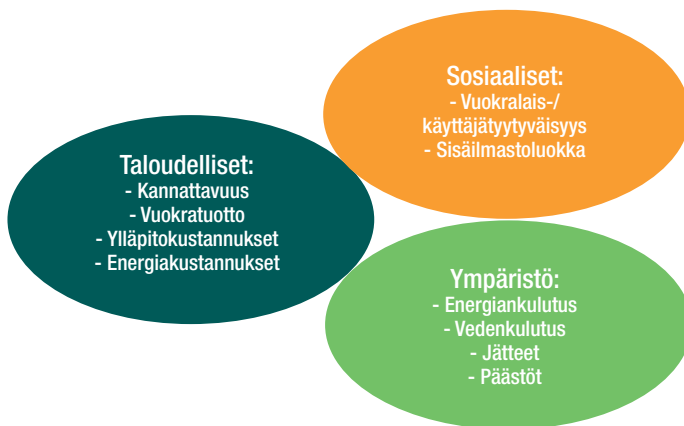 Taloudelliset:
- Kannattavuus
- Vuokratuotto
- Ylläpitokustannukset
- Energiakustannukset
Sosiaaliset:
- Vuokralais-/
käyttäjätyytyväisyys
- Sisäilmastoluokka
Ympäristö:
- Energiankulutus
- Vedenkulutus
- Jätteet
- Päästöt